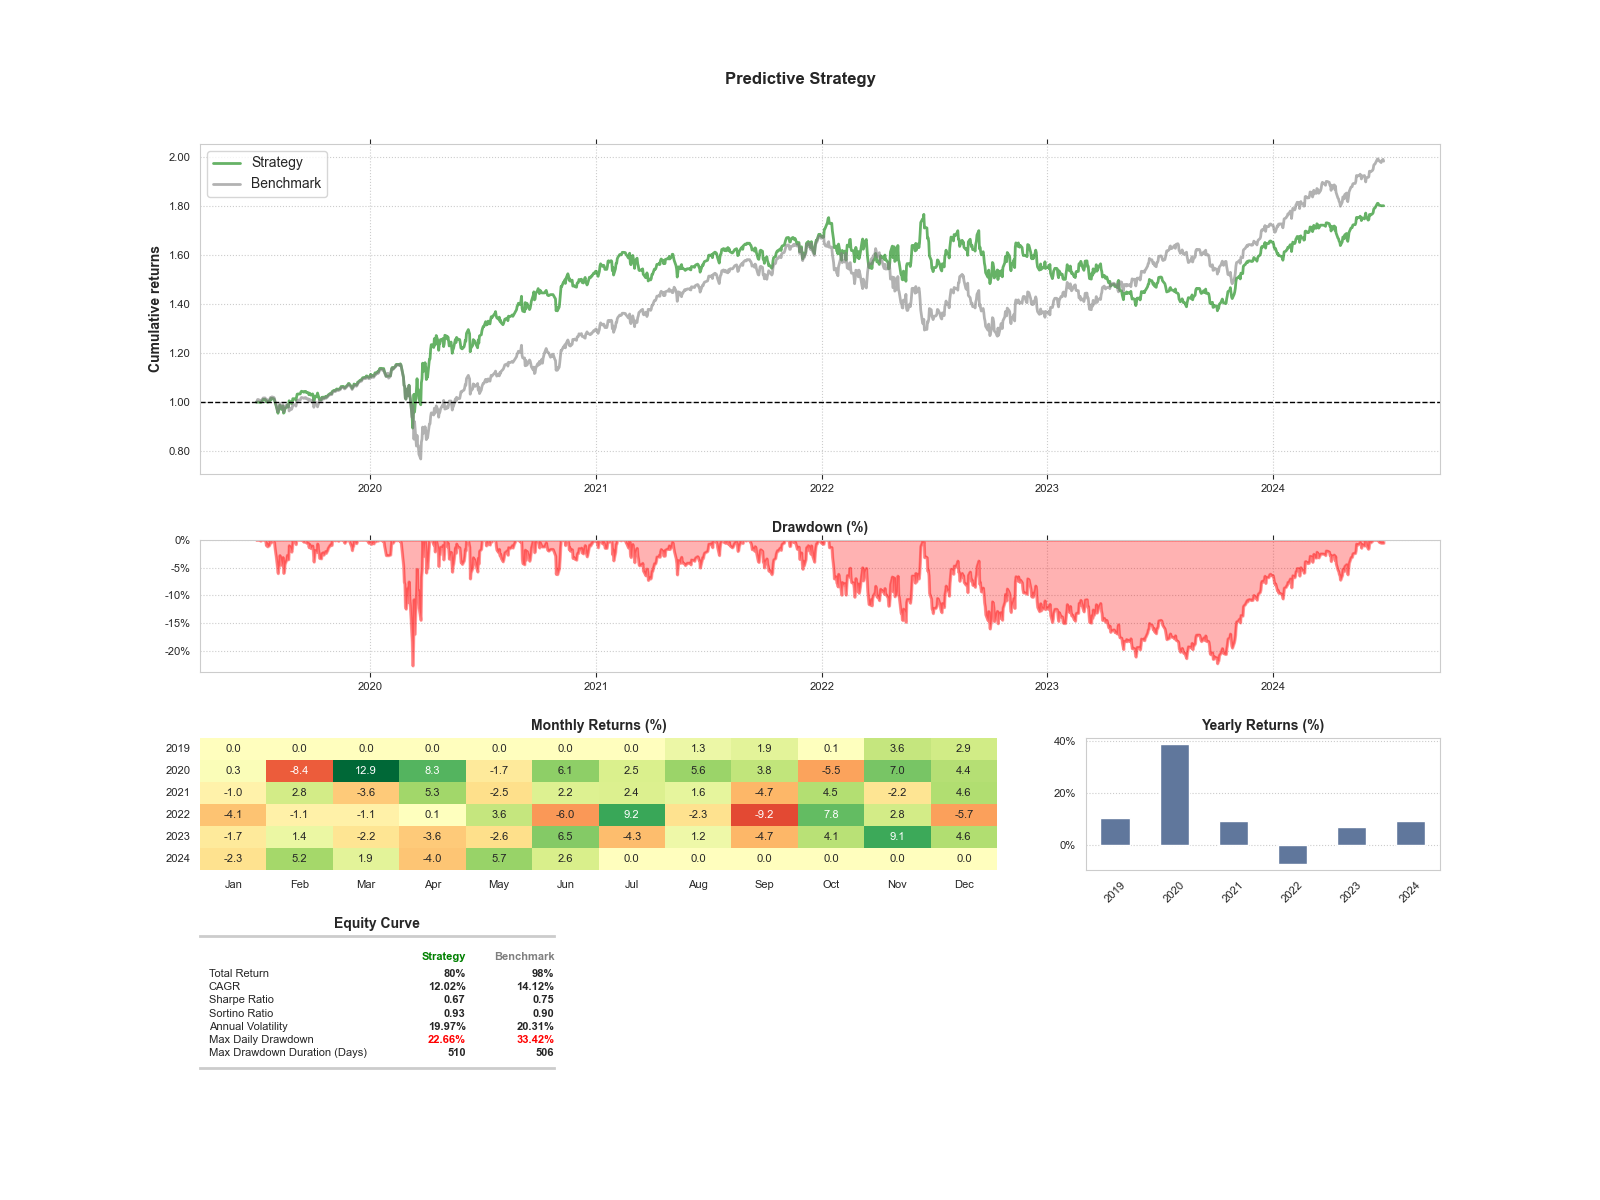 Predictive Strategy
Strategy
Benchmark
Cumulative returns
2.00
1.80
1.60
1.40
1.20
1.00
0.80
2020 2021 2022 2023 2024
Drawdown (%)
0%
-5%
-10%
-15%
-20%
2020 2021 2022 2023 2024
Monthly Returns (%)
2019 0.0 0.0 0.0 0.0 0.0 0.0 0.0 1.3 1.9 0.1 3.6 2.9
2020 0.3 -8.4 12.9 8.3 -1.7 6.1 2.5 5.6 3.8 -5.5 7.0 4.4
2021 -1.0 2.8 -3.6 5.3 -2.5 2.2 2.4 1.6 -4.7 4.5 -2.2 4.6
2022 -4.1 -1.1 -1.1 0.1 3.6 -6.0 9.2 -2.3 -9.2 7.8 2.8 -5.7
2023 -1.7 1.4 -2.2 -3.6 -2.6 6.5 -4.3 1.2 -4.7 4.1 9.1 4.6
2024 -2.3 5.2 1.9 -4.0 5.7 2.6 0.0 0.0 0.0 0.0 0.0 0.0
Jan Feb Mar Apr May Jun Jul Aug Sep Oct Nov Dec
Yearly Returns (%)
40%
20%
0%
2019 2020 2021 2022 2023 2024
Equity Curve
Strategy Benchmark
Total Return 80% 98%
CAGR 12.02% 14.12%
Sharpe Ratio 0.67 0.75
Sortino Ratio 0.93 0.90
Annual Volatility 19.97% 20.31%
Max Daily Drawdown 22.66% 33.42%
Max Drawdown Duration (Days) 510 506